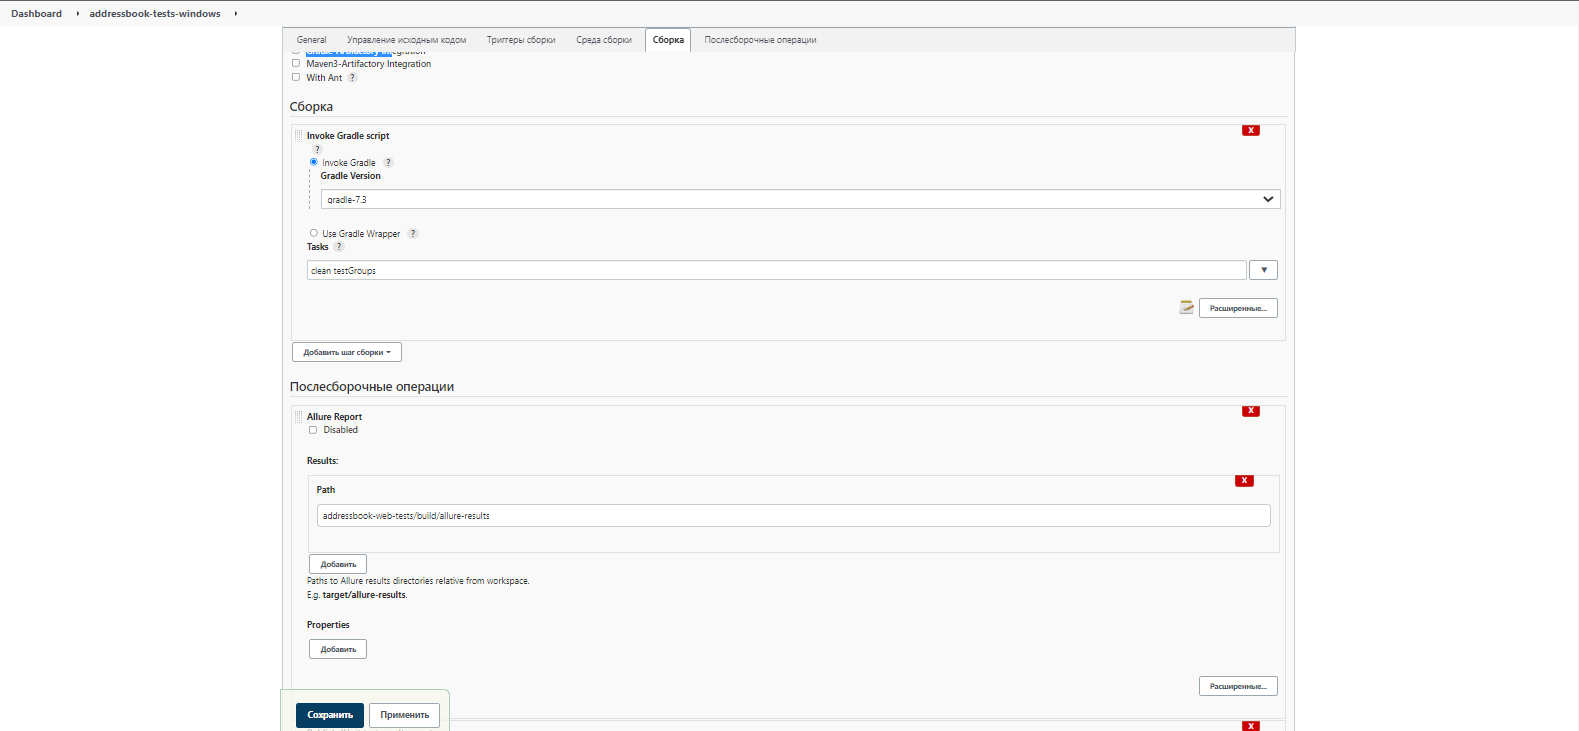 Dashboard addressbook-tests-windows
General Управление исходным кодом Триггеры сборки Среда сборки Сборка Послесборочные операции
Maven3-Artifactory Integration
With Ant ?
Сборка
X
Invoke Gradle script
?
Invoke Gradle ?
Gradle Version
gradle-7.3
Use Gradle Wrapper ?
Tasks ?
clean testGroups
Расширенные...
Добавить шаг сборки
Послесборочные операции
X
Allure Report
Disabled
Results:
X
Path
addressbook-web-tests/build/allure-results
Добавить
Paths to Allure results directories relative from workspace.
E.g. target/allure-results.
Properties
Добавить
Расширенные...
Сохранить Применить
X